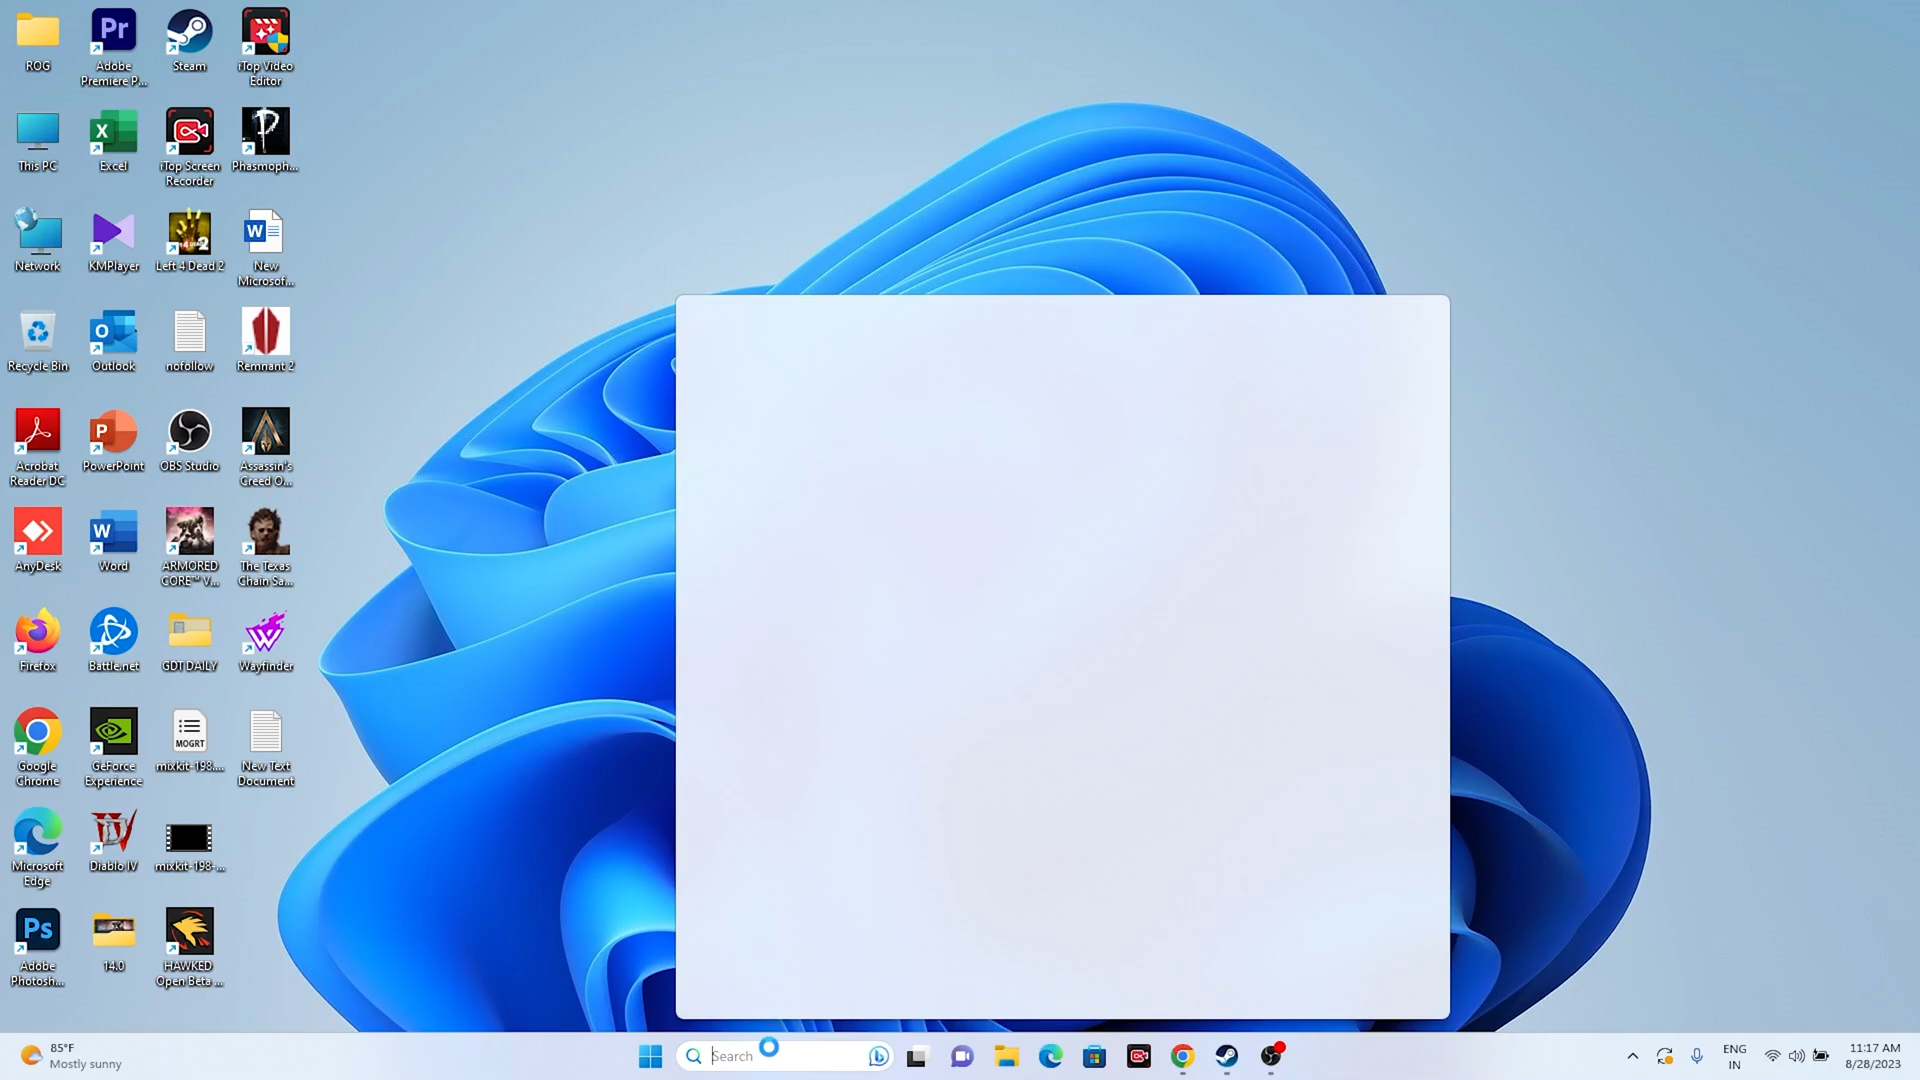 ROG
Adobe
Premiere P...
Steam
iTop Video
Editor
This PC
Excel
iTop Screen
Recorder
Phasmoph...
Network
KMPlayer
Left 4 Dead 2
New
Microsof...
Recycle Bin
Outlook
nofollow
Remnant 2
Acrobat
Reader DC
PowerPoint
OBS Studio
Assassin's
Creed O...
AnyDesk
Word
ARMORED
CORE™ V...
The Texas
Chain Sa...
Firefox
Battle.net
GDT DAILY
Wayfinder
Google
Chrome
GeForce
Experience
MOGRT
mixkit-198...
New Text
Document
Microsoft
Edge
Diablo IV
mixkit-198-...
Adobe
Photosh...
14.0
HAWKED
Open Beta ...
85°F
Mostly sunny
Search
ENG
IN
11:17 AM
8/28/2023